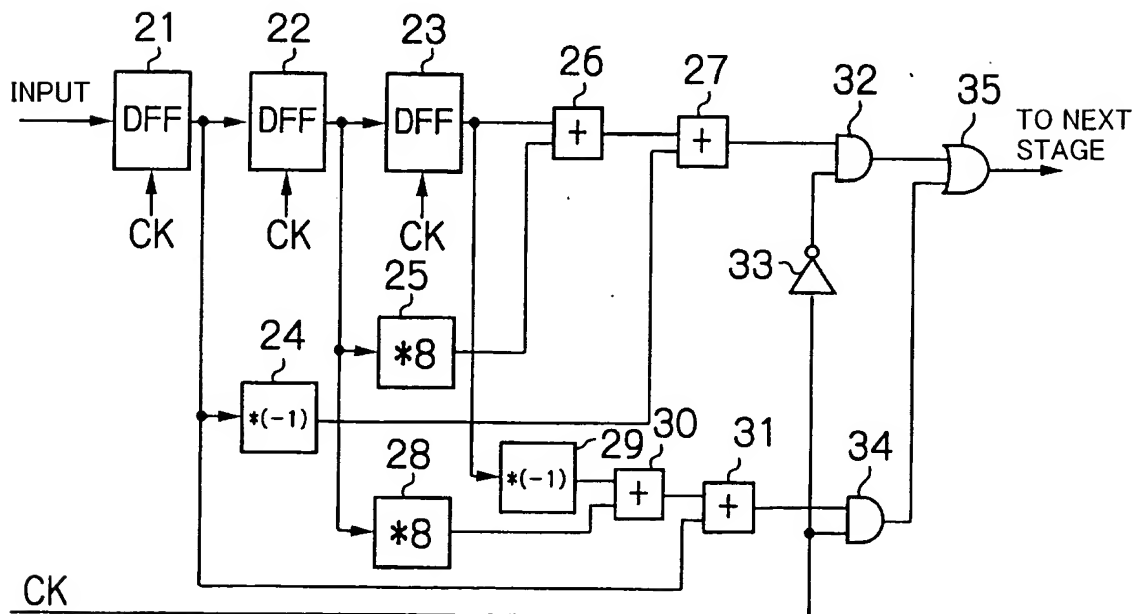 21
22
23
26
27
32
35
INPUT
DFF
DFF
DFF
+
+
TO NEXT
STAGE
CK
CK
CK
33
25
*8
24
*(-1)
29
30
31
34
*(-1)
+
+
28
*8
CK